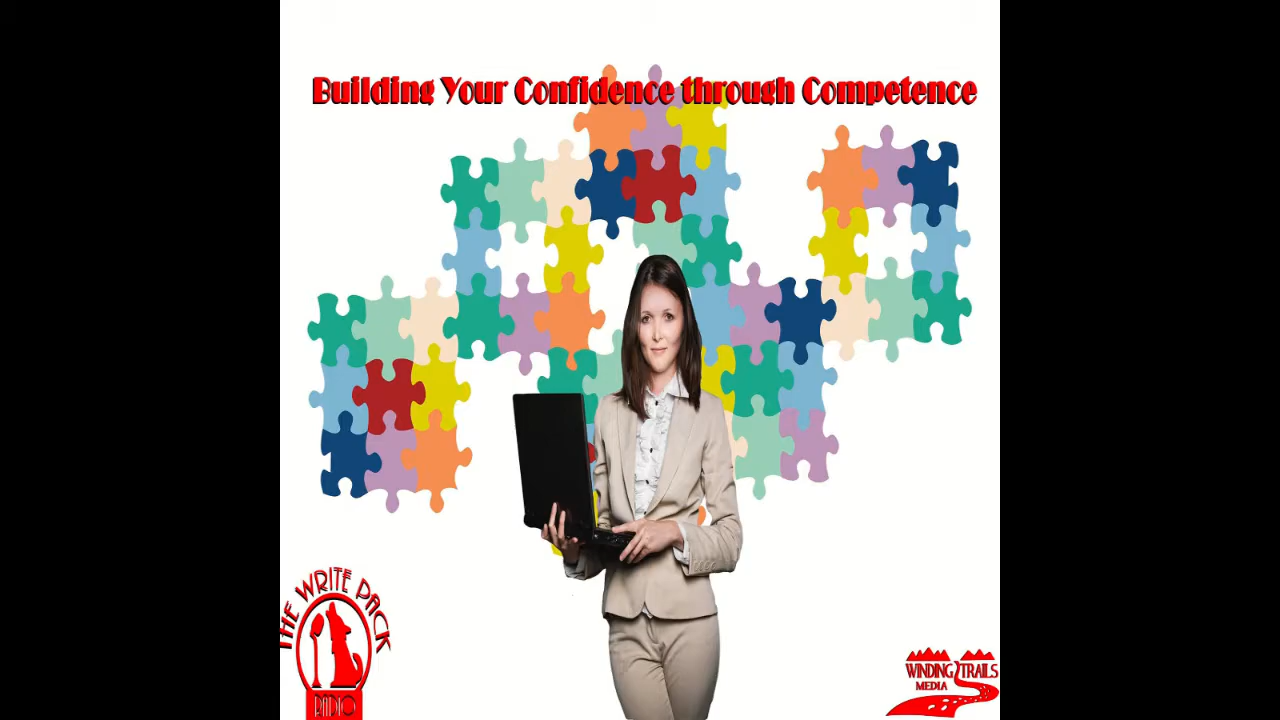 Building Your Confidence through Competence
THE WRITE PACK
RADIO
WINDING TRAILS
MEDIA